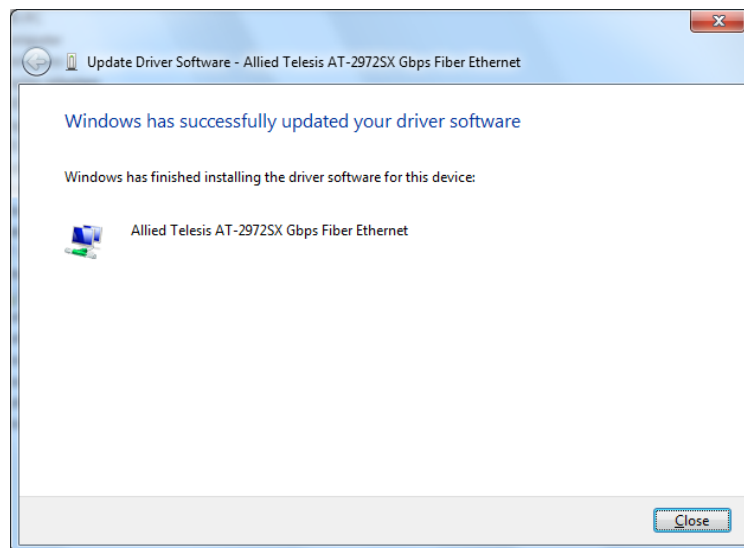 Update Driver Software - Allied Telesis AT-2972SX Gbps Fiber Ethernet
Windows has successfully updated your driver software
Windows has finished installing the driver software for this device:
Allied Telesis AT-2972SX Gbps Fiber Ethernet
Close